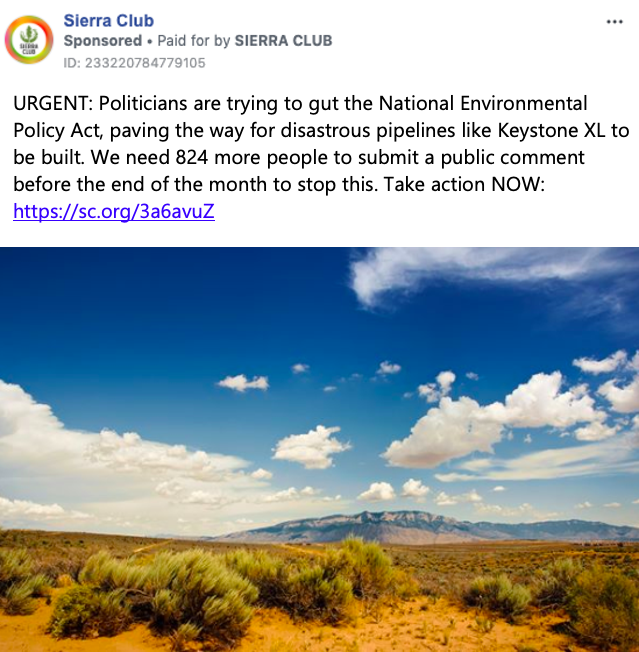 Sierra Club
Sponsored • Paid for by SIERRA CLUB
ID: 233220784779105
SIERRA
CLUB
URGENT: Politicians are trying to gut the National Environmental
Policy Act, paving the way for disastrous pipelines like Keystone XL to
be built. We need 824 more people to submit a public comment
before the end of the month to stop this. Take action NOW:
https://sc.org/3a6avuZ